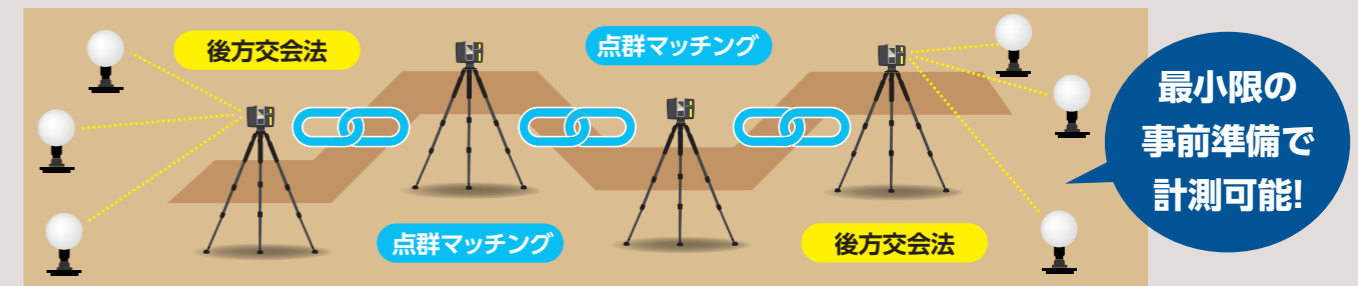 後方交会法
点群マッチング
点群マッチング
後方交会法
最小限の
事前準備で
計測可能!